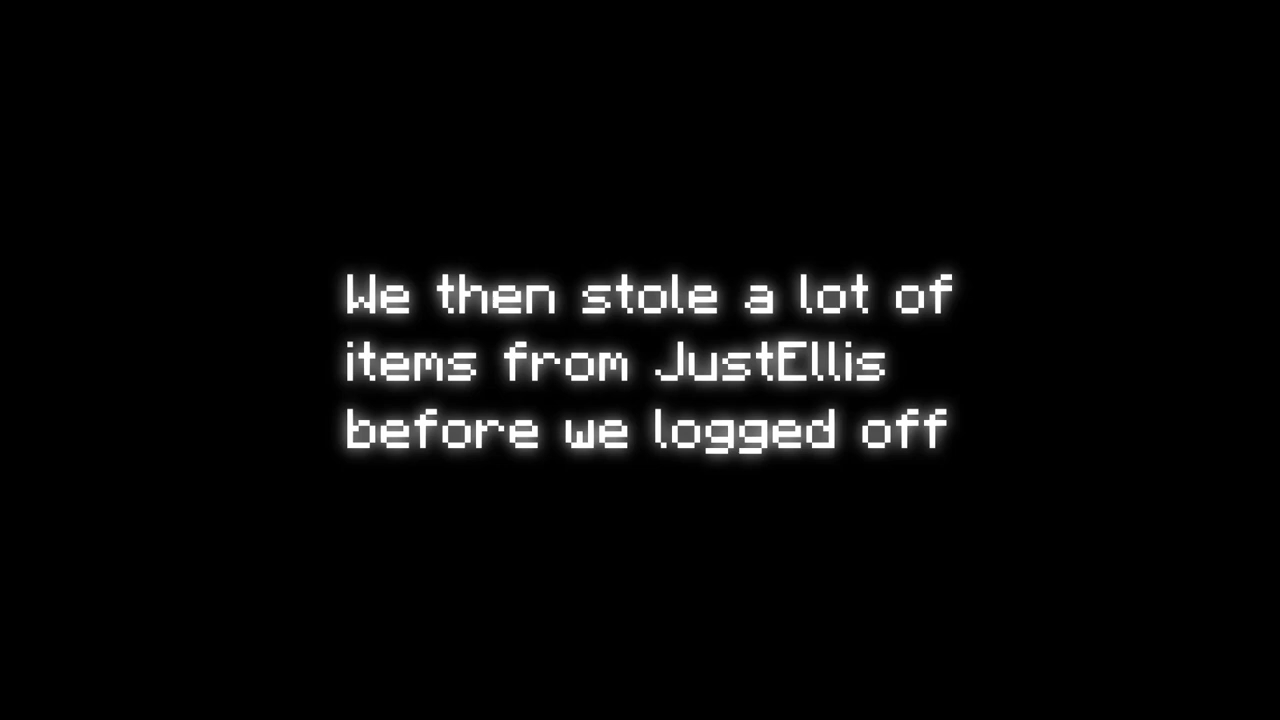 We then stole a lot of
items from JustEllis
before we logged off